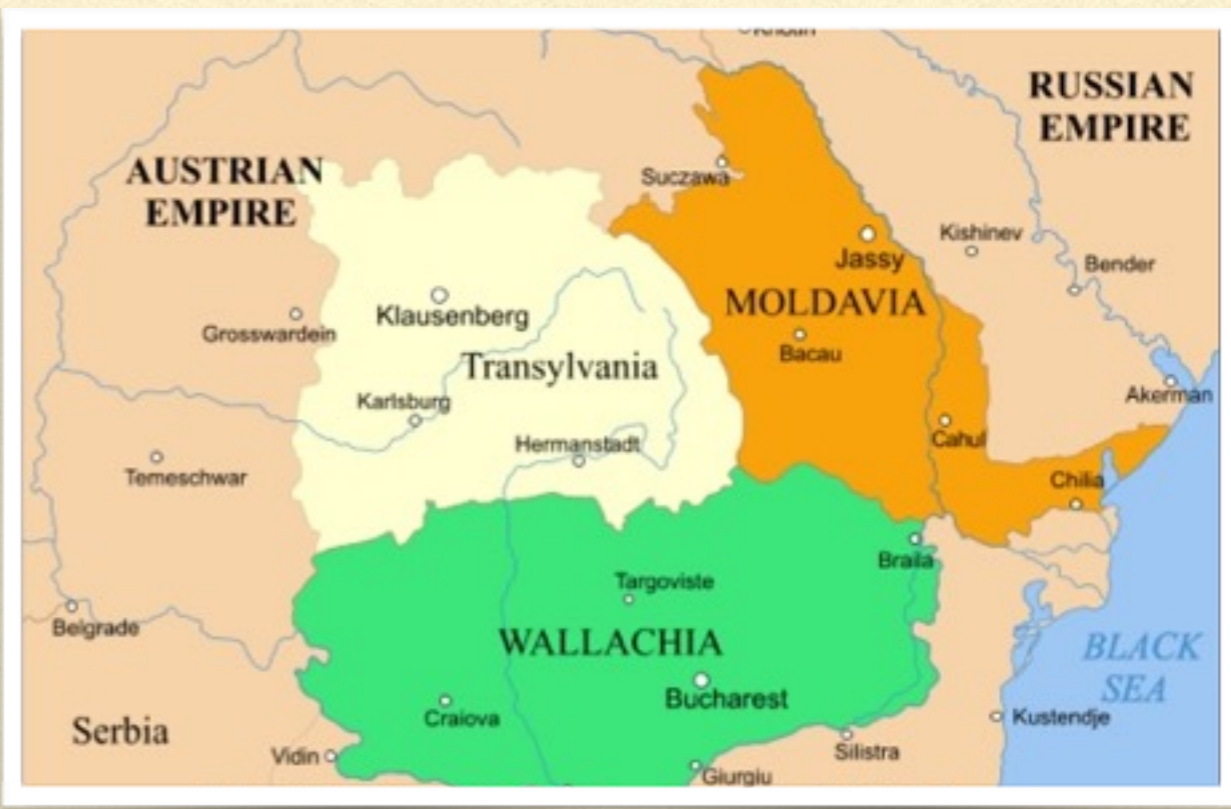 RUSSIAN
EMPIRE
AUSTRIAN
EMPIRE
Suczawa
Kishinev
Jassy
Bender
Klausenberg
MOLDAVIA
Grosswardein
Bacau
Transylvania
Akerman
Karlsburg
Hermanstadt
Cahul
Temeschwar
Chilia
Braila
Targoviste
Belgrade
WALLACHIA
BLACK
SEA
Bucharest
Craiova
Kustendje
Serbia
Vidin
Silistra
Giurgiu